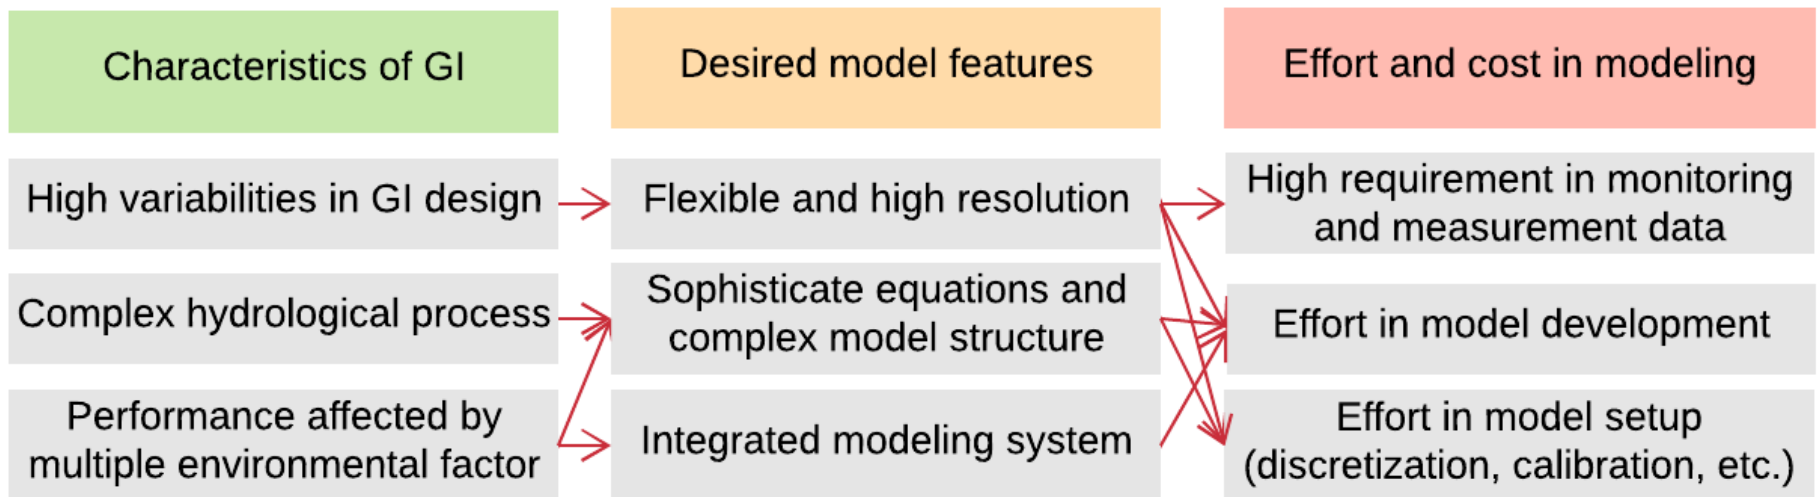 Characteristics of GI
Desired model features
Effort and cost in modeling
High variabilities in GI design
Flexible and high resolution
High requirement in monitoring
and measurement data
Complex hydrological process
Sophisticate equations and
complex model structure
Effort in model development
Performance affected by
multiple environmental factor
Integrated modeling system
Effort in model setup
(discretization, calibration, etc.)